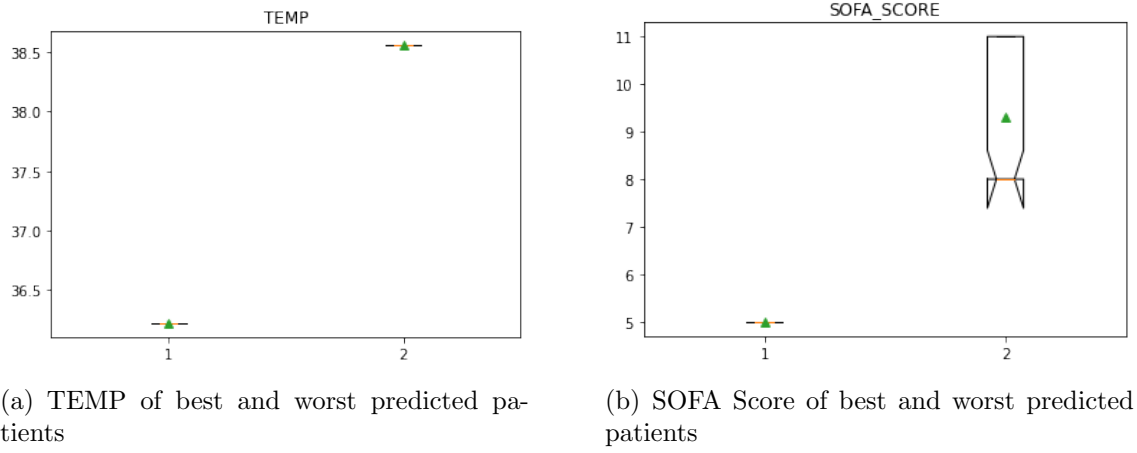 TEMP
38.5
38.0
37.5
37.0
36.5
1 2
SOFA_SCORE
11
10
9
8
7
6
5
1 2
(a) TEMP of best and worst predicted pa-
tients
(b) SOFA Score of best and worst predicted
patients